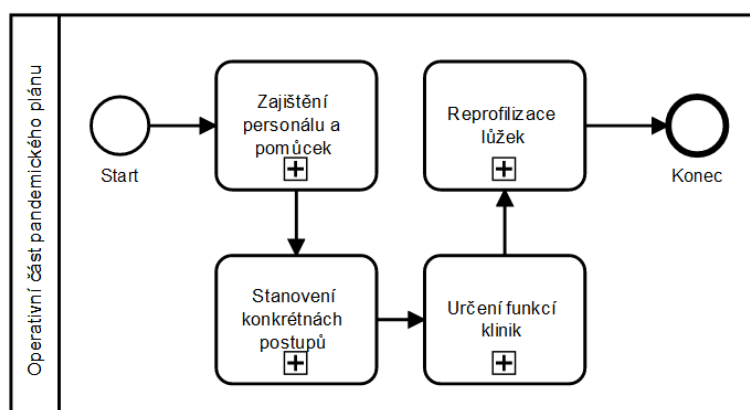 Operativní část pandemického plánu
Start
Zajištění
personálu a
pomůcek
Stanovení
konkrétnách
postupů
Určení funkcí
klinik
Reprofilizace
lůžek
Konec